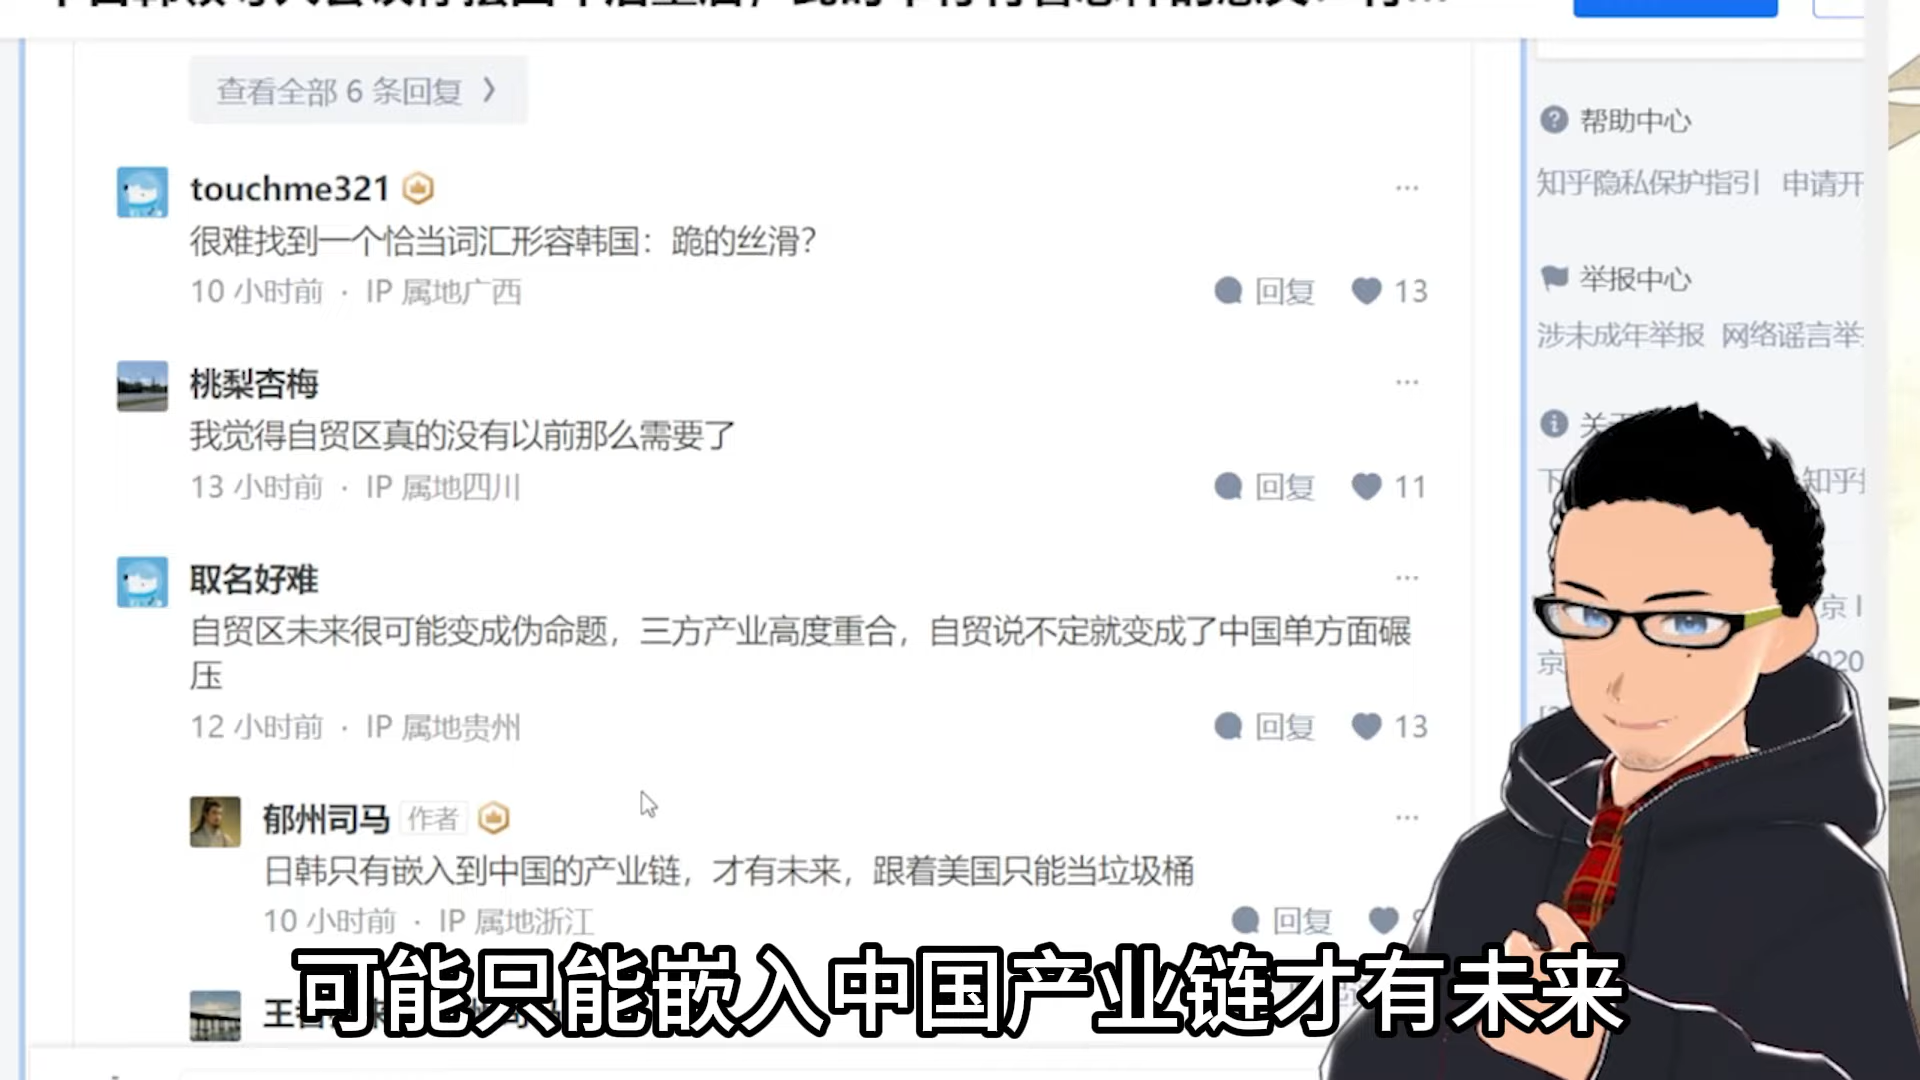 查看全部 6 条回复
touchme321
很难找到一个恰当词汇形容韩国：跪的丝滑？
10 小时前 · IP 属地广西
回复 13
桃梨杏梅
我觉得自贸区真的没有以前那么需要了
13 小时前 · IP 属地四川
回复 11
取名好难
自贸区未来很可能变成伪命题，三方产业高度重合，自贸说不定就变成了中国单方面碾
压
12 小时前 · IP 属地贵州
回复 13
郁州司马 作者
日韩只有嵌入到中国的产业链，才有未来，跟着美国只能当垃圾桶
10 小时前 · IP 属地浙江
回复
可能只能嵌入中国产业链才有未来
帮助中心
知乎隐私保护指引 申请开
举报中心
涉未成年举报 网络谣言举